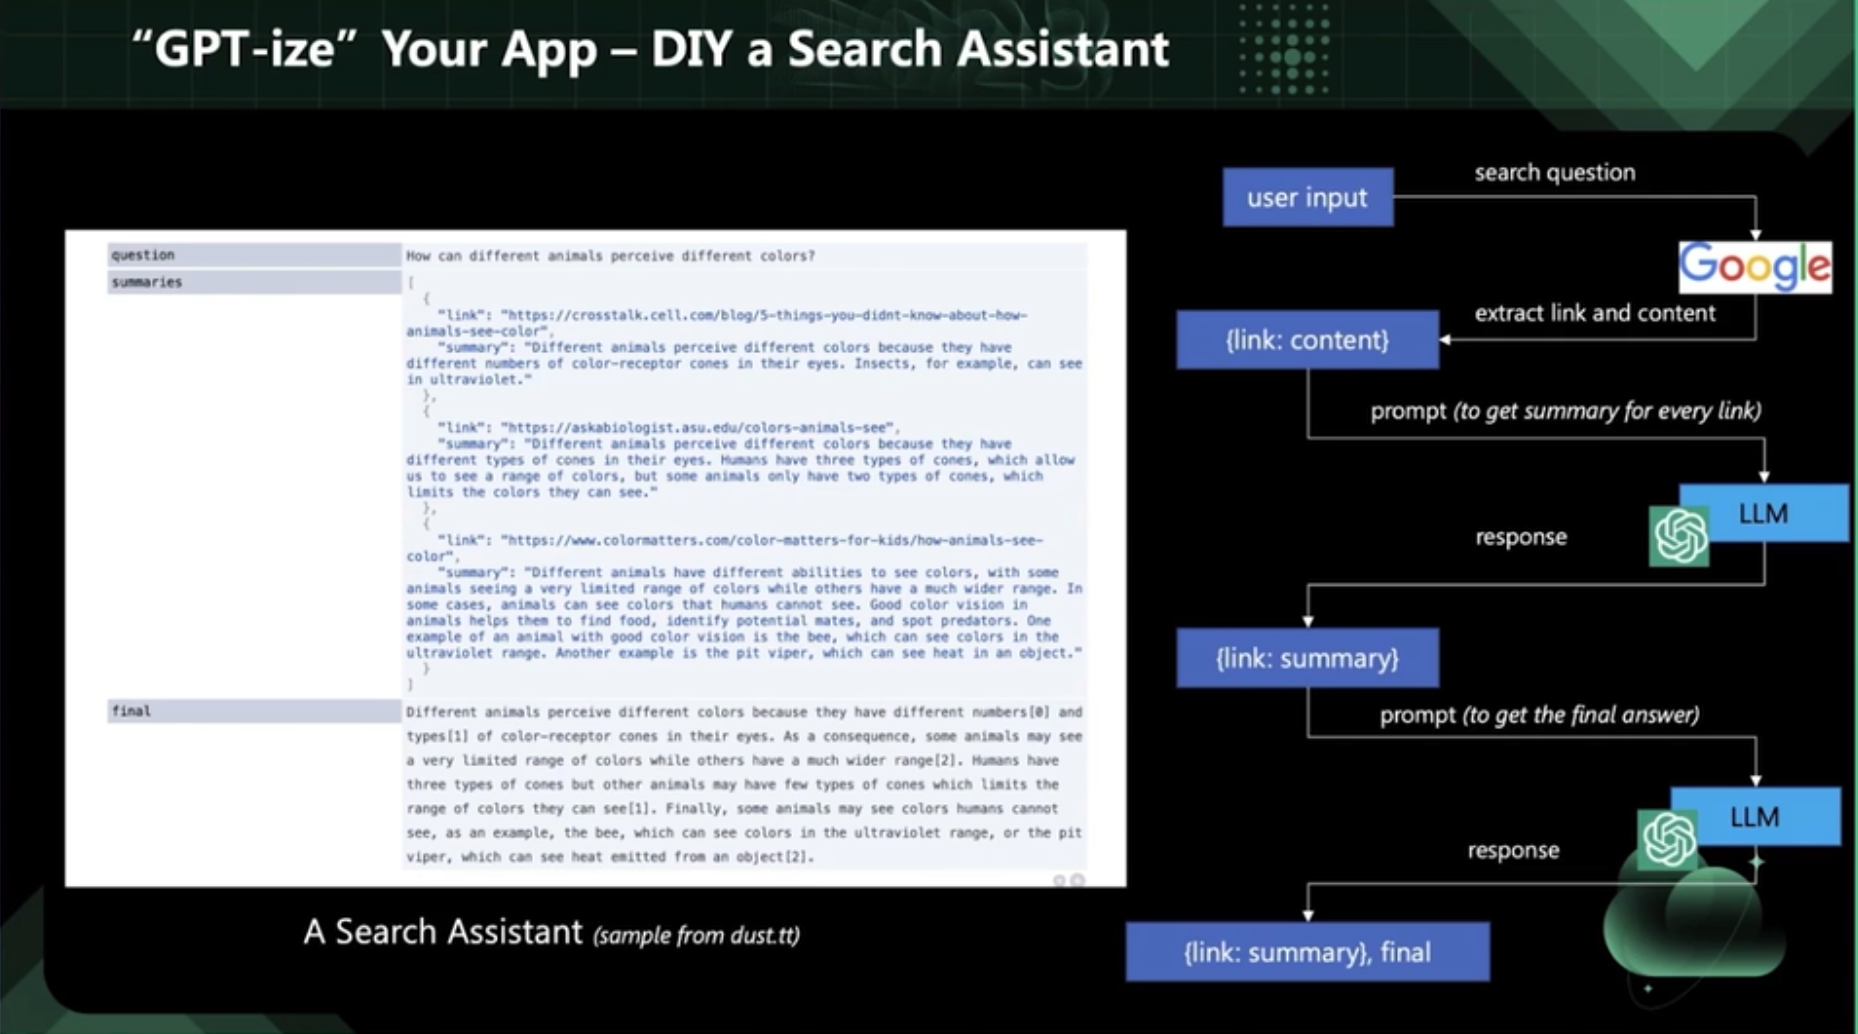 “GPT-ize” Your App – DIY a Search Assistant
question
How can different animals perceive different colors?
summaries
[
{
"link": "https://crosstalk.cell.com/blog/5-things-you-didnt-know-about-how-
animals-see-color",
"summary": "Different animals perceive different colors because they have
different numbers of color-receptor cones in their eyes. Insects, for example, can see
in ultraviolet."
},
{
"link": "https://askabiologist.asu.edu/colors-animals-see",
"summary": "Different animals perceive different colors because they have
different types of cones in their eyes. Humans have three types of cones, which allow
us to see a range of colors, but some animals only have two types of cones, which
limits the colors they can see."
},
{
"link": "https://www.colormatters.com/color-matters-for-kids/how-animals-see-
color",
"summary": "Different animals have different abilities to see colors, with some
animals seeing a very limited range of colors while others have a much wider range. In
some cases, animals can see colors that humans cannot see. Good color vision in
animals helps them to find food, identify potential mates, and spot predators. One
example of an animal with good color vision is the bee, which can see colors in the
ultraviolet range. Another example is the pit viper, which can see heat in an object."
}
]
final
Different animals perceive different colors because they have different numbers[0] and
types[1] of color-receptor cones in their eyes. As a consequence, some animals may see
a very limited range of colors while others have a much wider range[2]. Humans have
three types of cones but other animals may have few types of cones which limits the
range of colors they can see[1]. Finally, some animals may see colors humans cannot
see, as an example, the bee, which can see colors in the ultraviolet range, or the pit
viper, which can see heat emitted from an object[2].
A Search Assistant (sample from dust.tt)
user input
search question
Google
extract link and content
{link: content}
prompt (to get summary for every link)
LLM
response
{link: summary}
prompt (to get the final answer)
LLM
response
{link: summary}, final